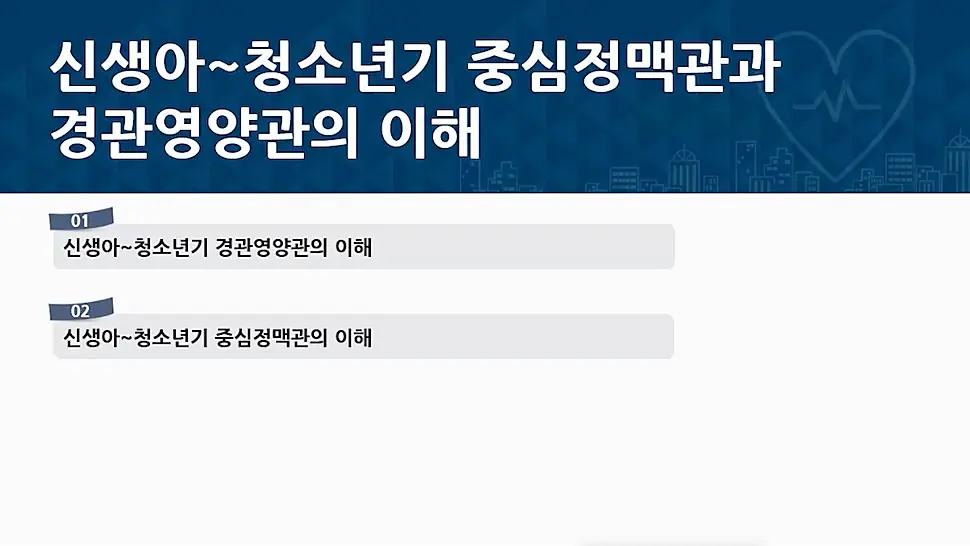 신생아~청소년기 중심정맥관과
경관영양관의 이해
01
신생아~청소년기 경관영양관의 이해
02
신생아~청소년기 중심정맥관의 이해